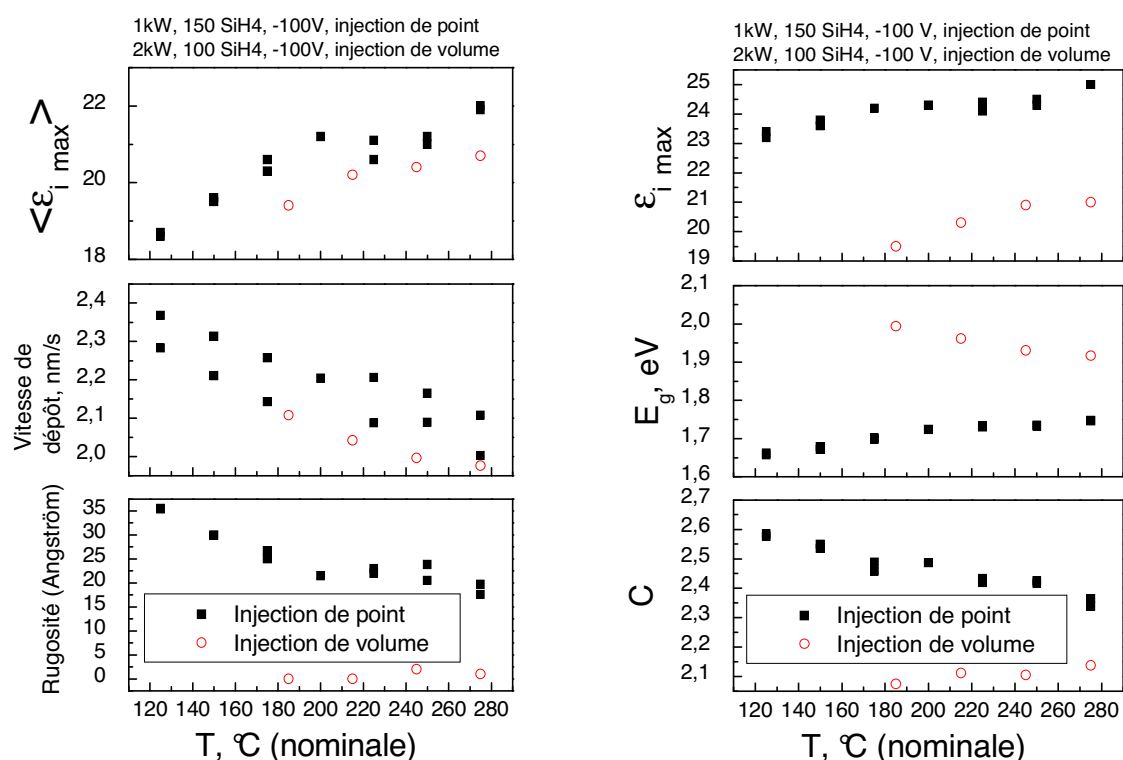 1kW, 150 SiH4, -100V, injection de point
2kW, 100 SiH4, -100V, injection de volume
<εi max>
22
20
18
Vitesse de
dépôt, nm/s
2,4
2,3
2,2
2,1
2,0
Rugosité (Angström)
35
30
25
20
15
10
5
0
Injection de point
Injection de volume
120 140 160 180 200 220 240 260 280
T, °C (nominale)
1kW, 150 SiH4, -100 V, injection de point
2kW, 100 SiH4, -100 V, injection de volume
εi max
25
24
23
22
21
20
19
Eg, eV
2,1
2,0
1,9
1,8
1,7
1,6
C
2,7
2,6
2,5
2,4
2,3
2,2
2,1
Injection de point
Injection de volume
120 140 160 180 200 220 240 260 280
T, °C (nominale)